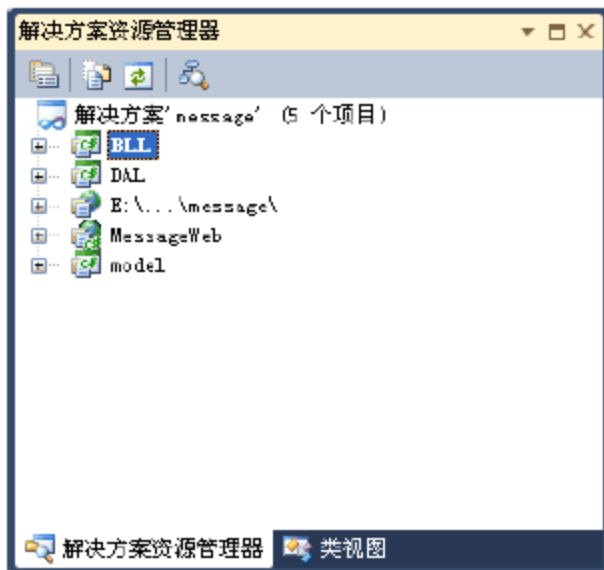 解决方案资源管理器
解决方案'message' (5 个项目)
BLL
DAL
E:\...\message\
MessageWeb
model
解决方案资源管理器
类视图